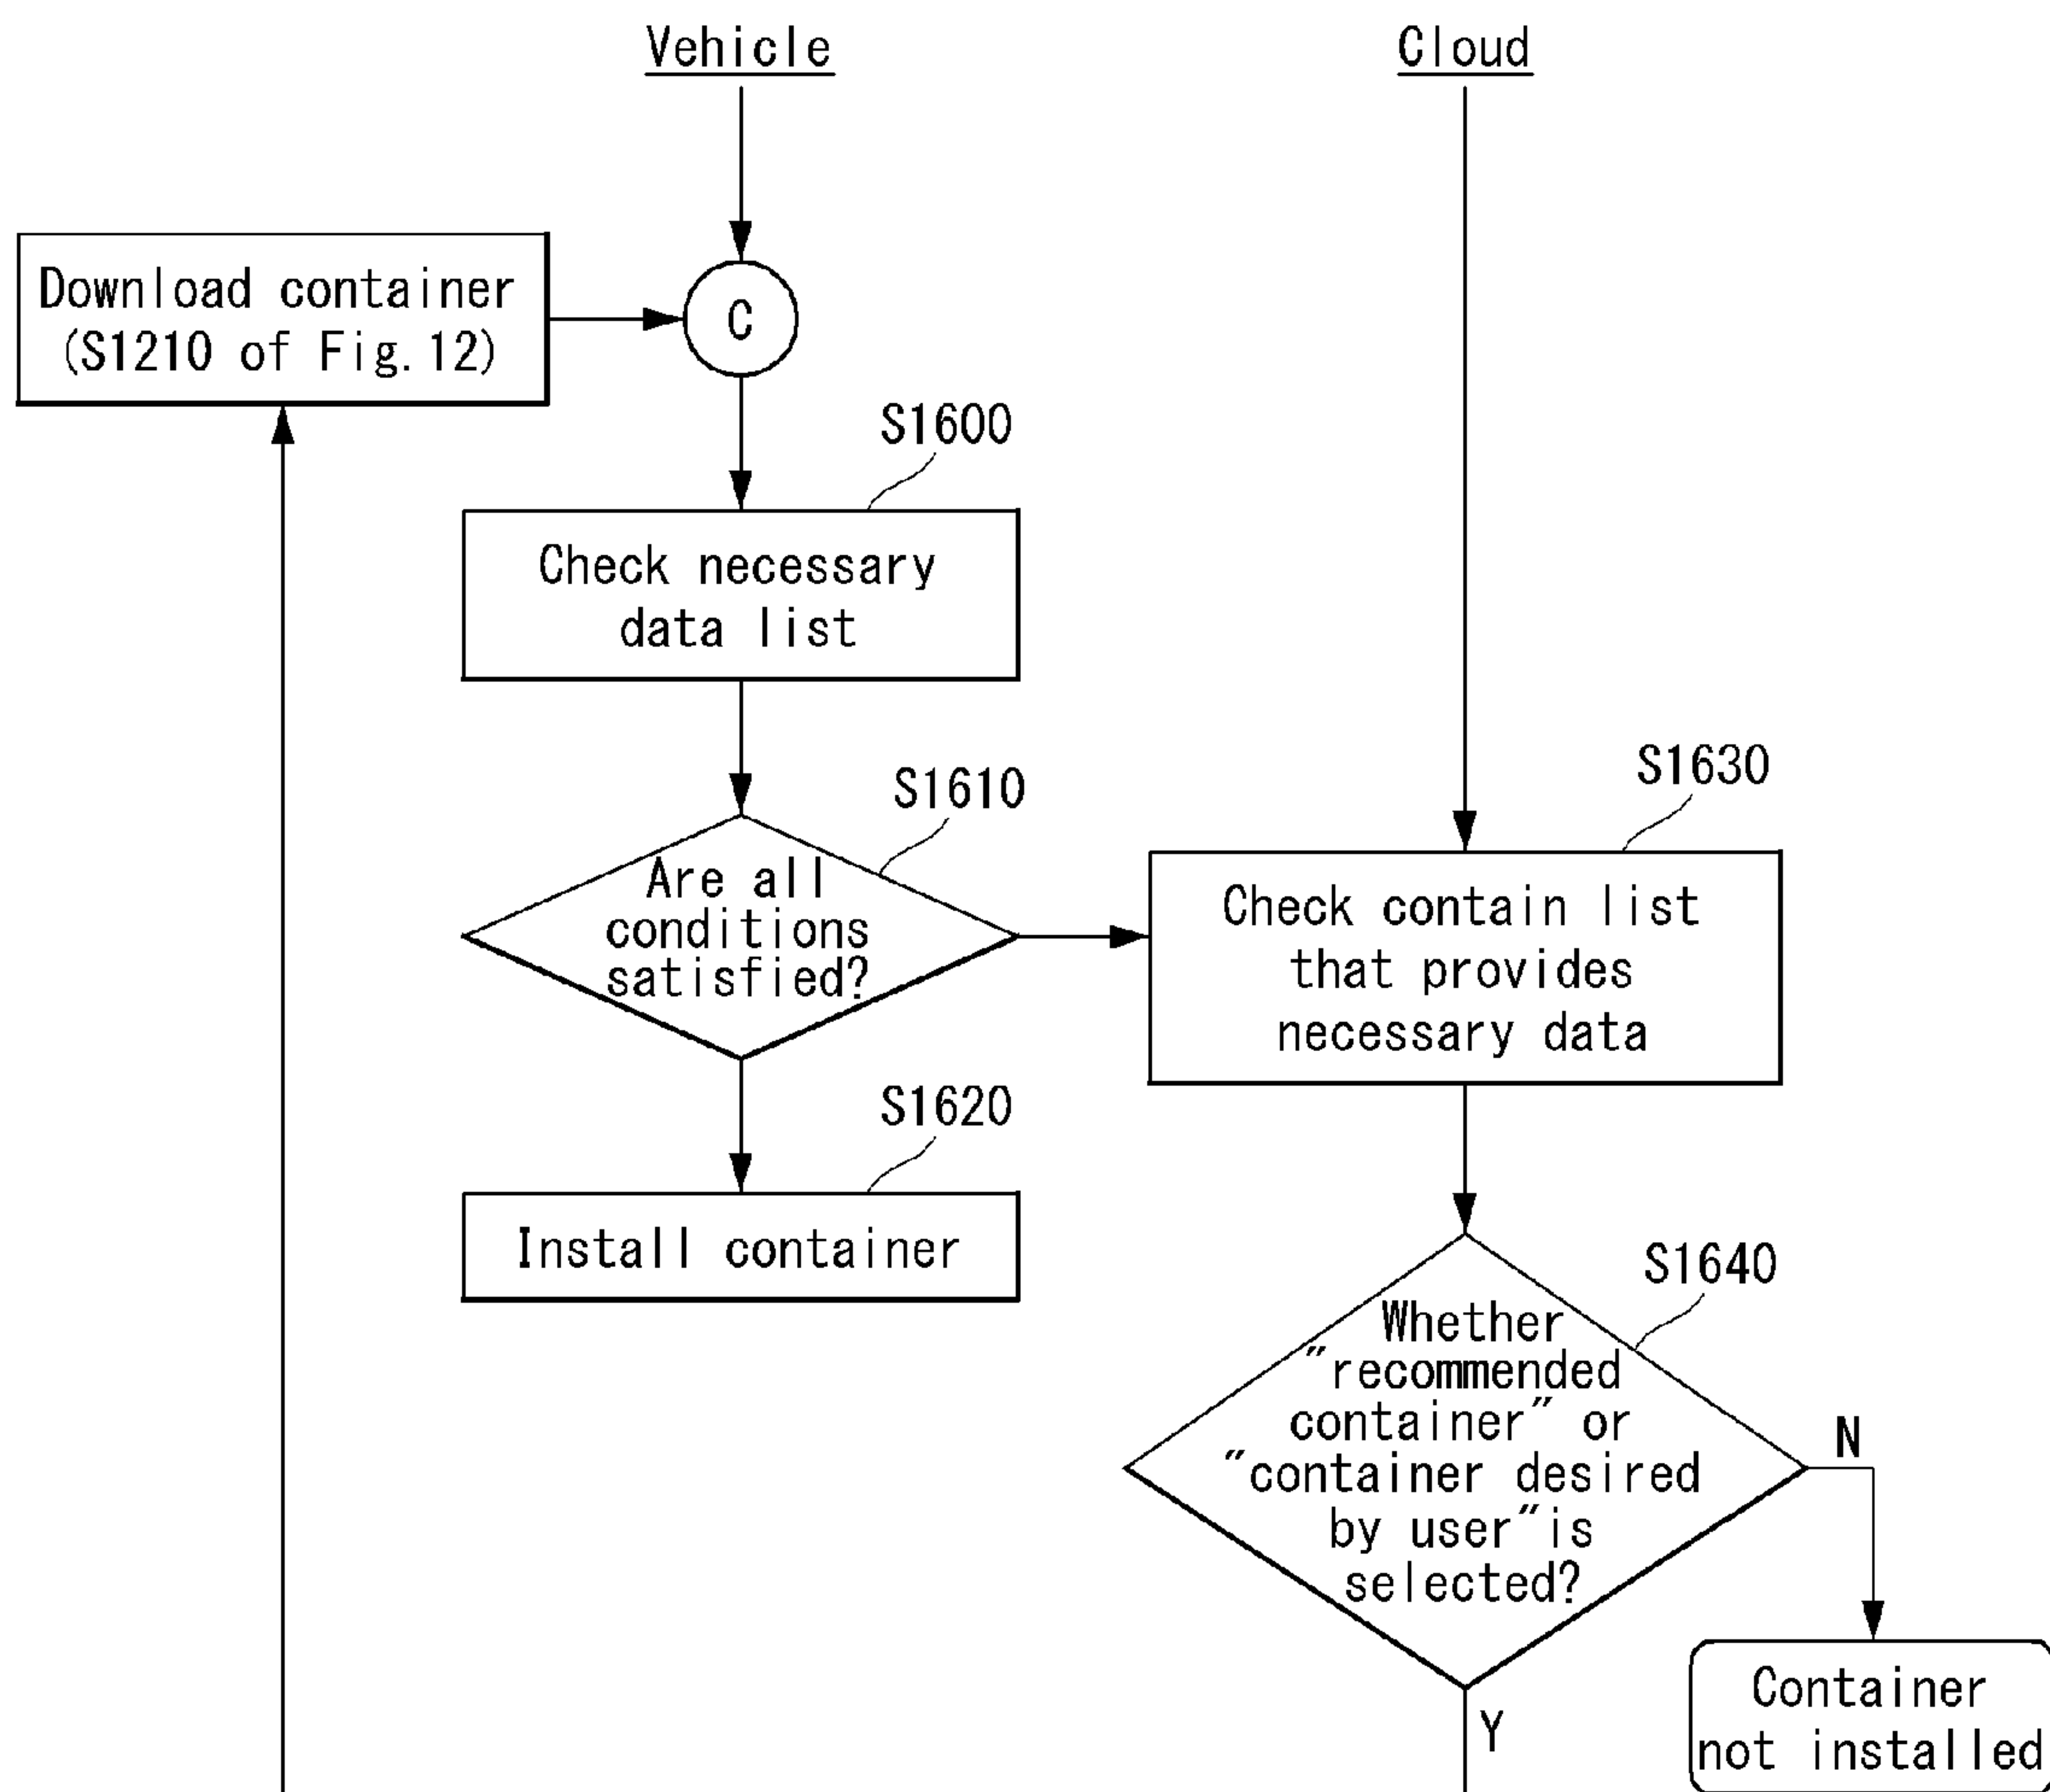 Vehicle
Cloud
Download container
(S1210 of Fig. 12)
C
S1600
Check necessary
data list
S1610
Are all
conditions
satisfied?
S1630
Check contain list
that provides
necessary data
S1620
Install container
S1640
Whether
"recommended
container" or
"container desired
by user"is
selected?
N
Y
Container
not installed